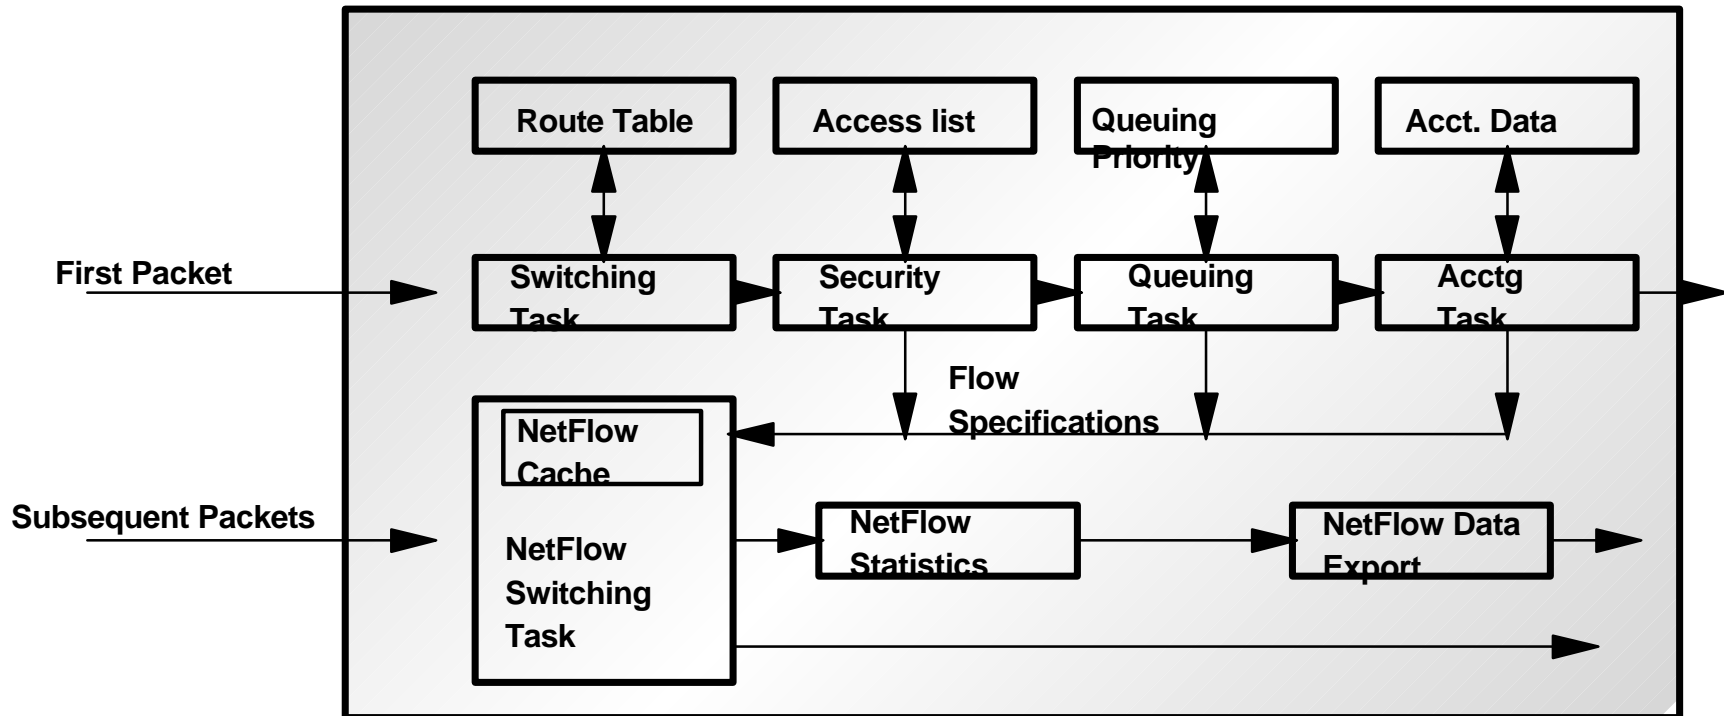 Route Table
Access list
Queuing
Priority
Acct. Data
First Packet
Switching
Task
Security
Task
Queuing
Task
Acctg
Task
Flow
Specifications
NetFlow
Cache
Subsequent Packets
NetFlow
Switching
Task
NetFlow
Statistics
NetFlow Data
Export